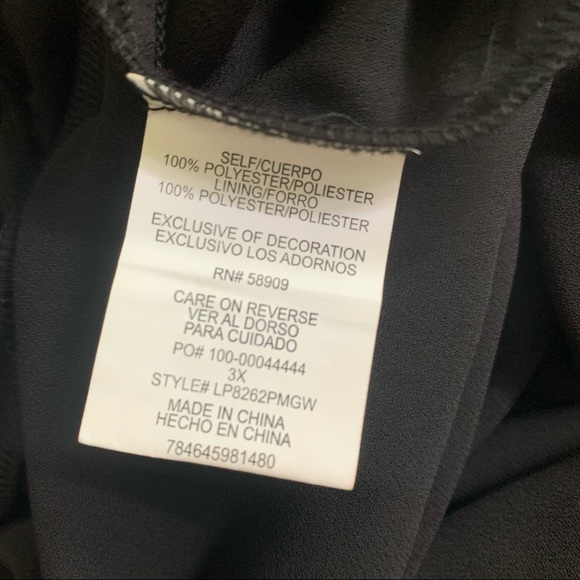 SELF/CUERPO
100% POLYESTER/POLIESTER
LINING/FORRO
100% POLYESTER/POLIESTER
EXCLUSIVE OF DECORATION
EXCLUSIVO LOS ADORNOS
RN# 58909
CARE ON REVERSE
VER AL DORSO
PARA CUIDADO
PO# 100-00044444
3X
STYLE# LP8262PMGW
MADE IN CHINA
HECHO EN CHINA
784645981480